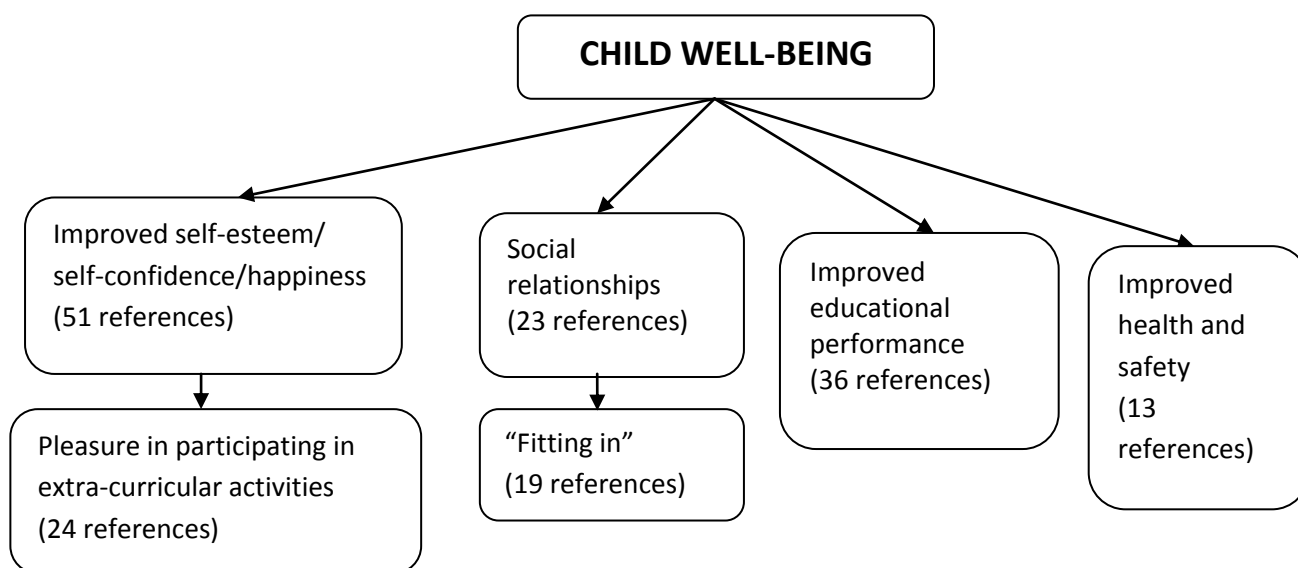 CHILD WELL-BEING
Improved self-esteem/
self-confidence/happiness
(51 references)
Social
relationships
(23 references)
Improved
educational
performance
(36 references)
Improved
health and
safety
(13
references)
Pleasure in participating in
extra-curricular activities
(24 references)
“Fitting in”
(19 references)